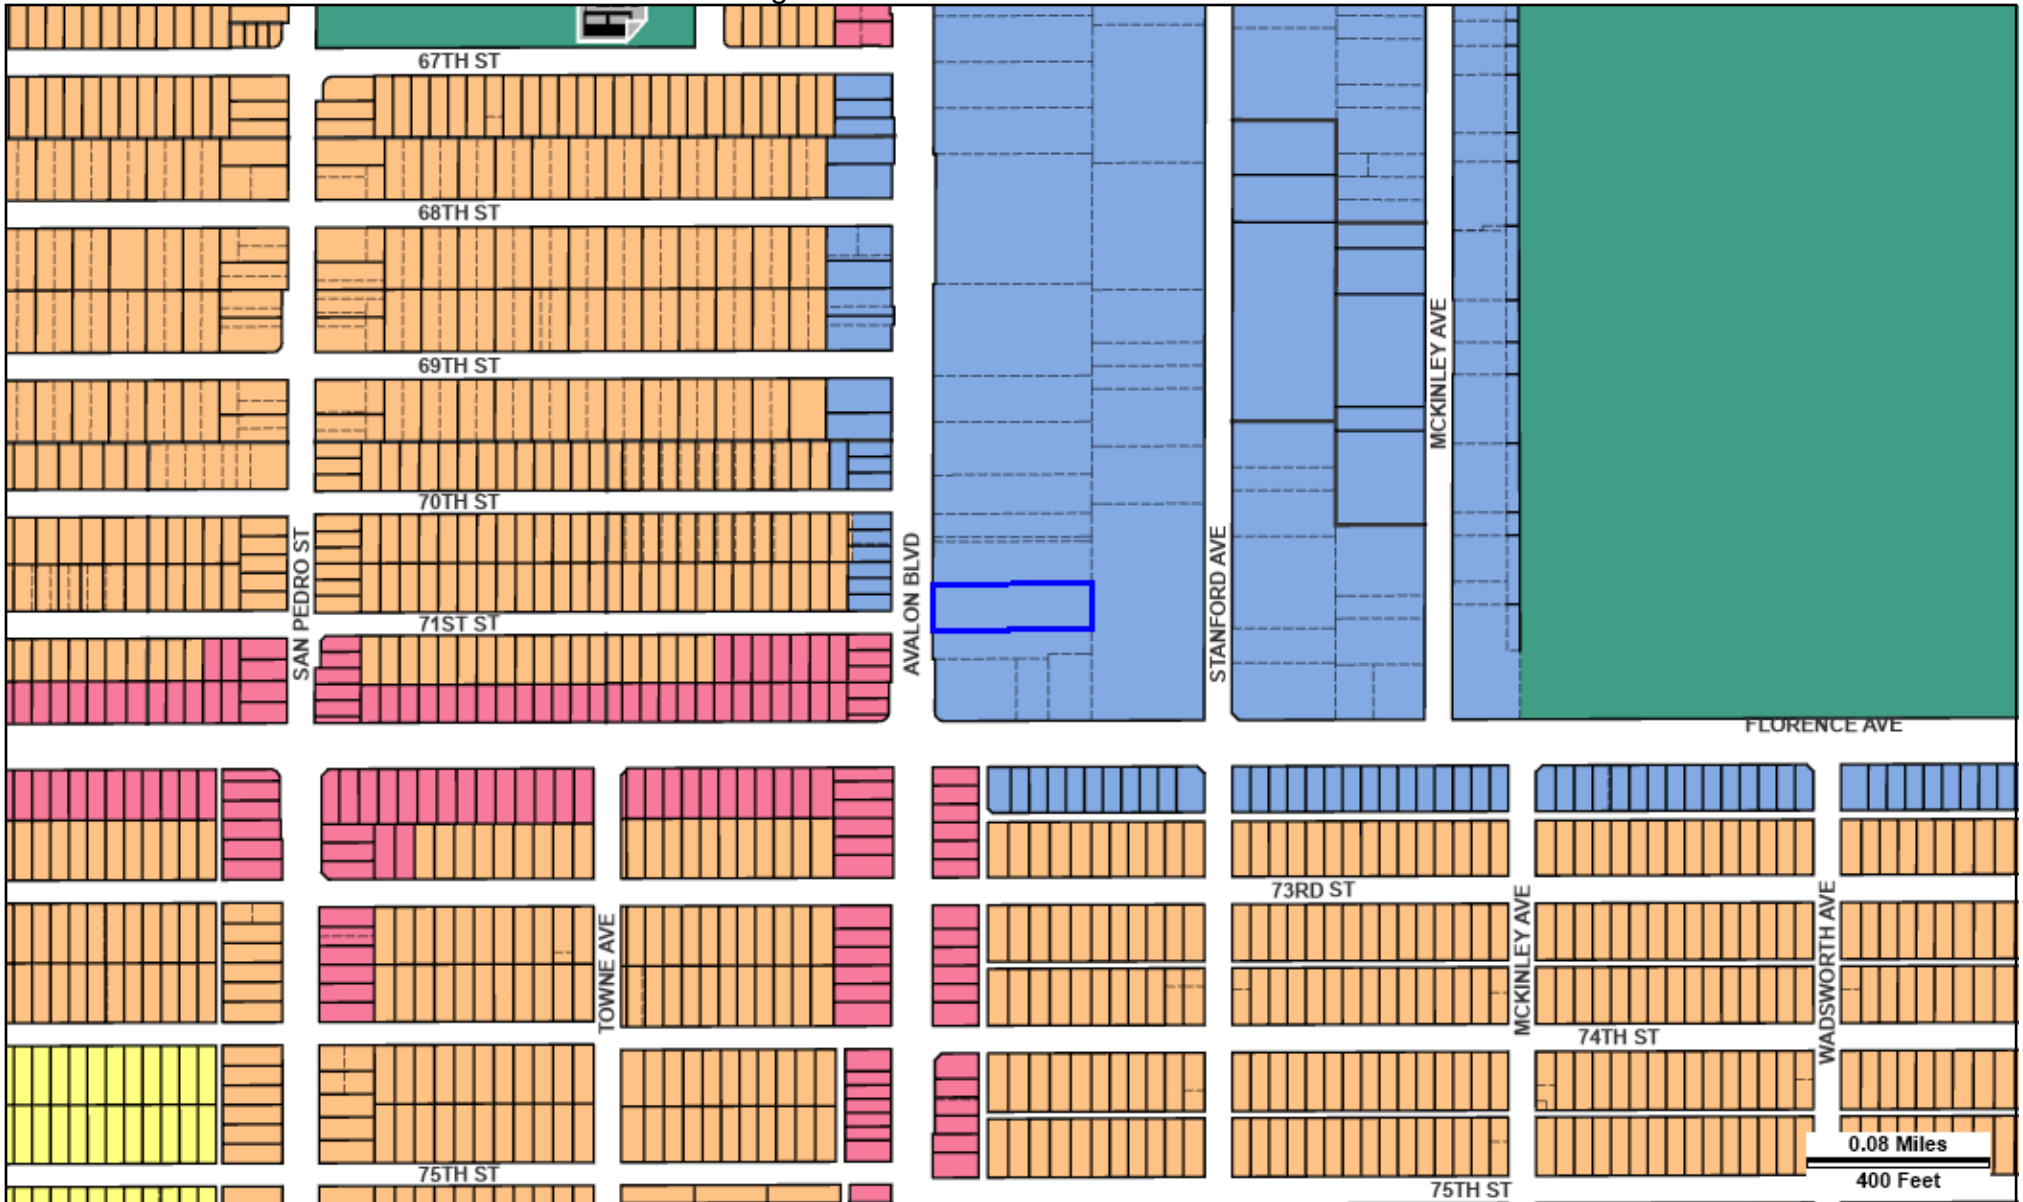 67TH ST
68TH ST
69TH ST
MCKINLEY AVE
70TH ST
SAN PEDRO ST
AVALON BLVD
STANFORD AVE
71ST ST
FLORENCE AVE
73RD ST
TOWNE AVE
MCKINLEY AVE
WADSWORTH AVE
74TH ST
0.08 Miles
75TH ST
400 Feet
75TH ST